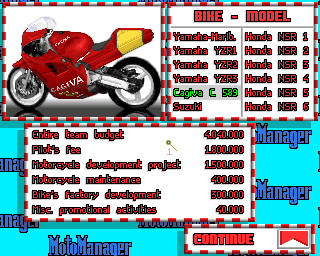 BIKE - MODEL
Yamaha-Harib. Honda NSR 1
Yamaha YZR1 Honda NSR 2
Yamaha YZR2 Honda NSR 3
Yamaha YZR3 Honda NSR 4
Cagiva C. 589 Honda NSR 5
Suzuki Honda NSR 6
CAGIVA
Entire team budget 4.040.000
Pilot's fee 1.800.000
Motorcycle development project 1.500.000
Motorcycle maintenance 400.000
Bike's factory development 300.000
Misc. promotional activities 40.000
Manager
Manager
MotoManager
CONTINUE